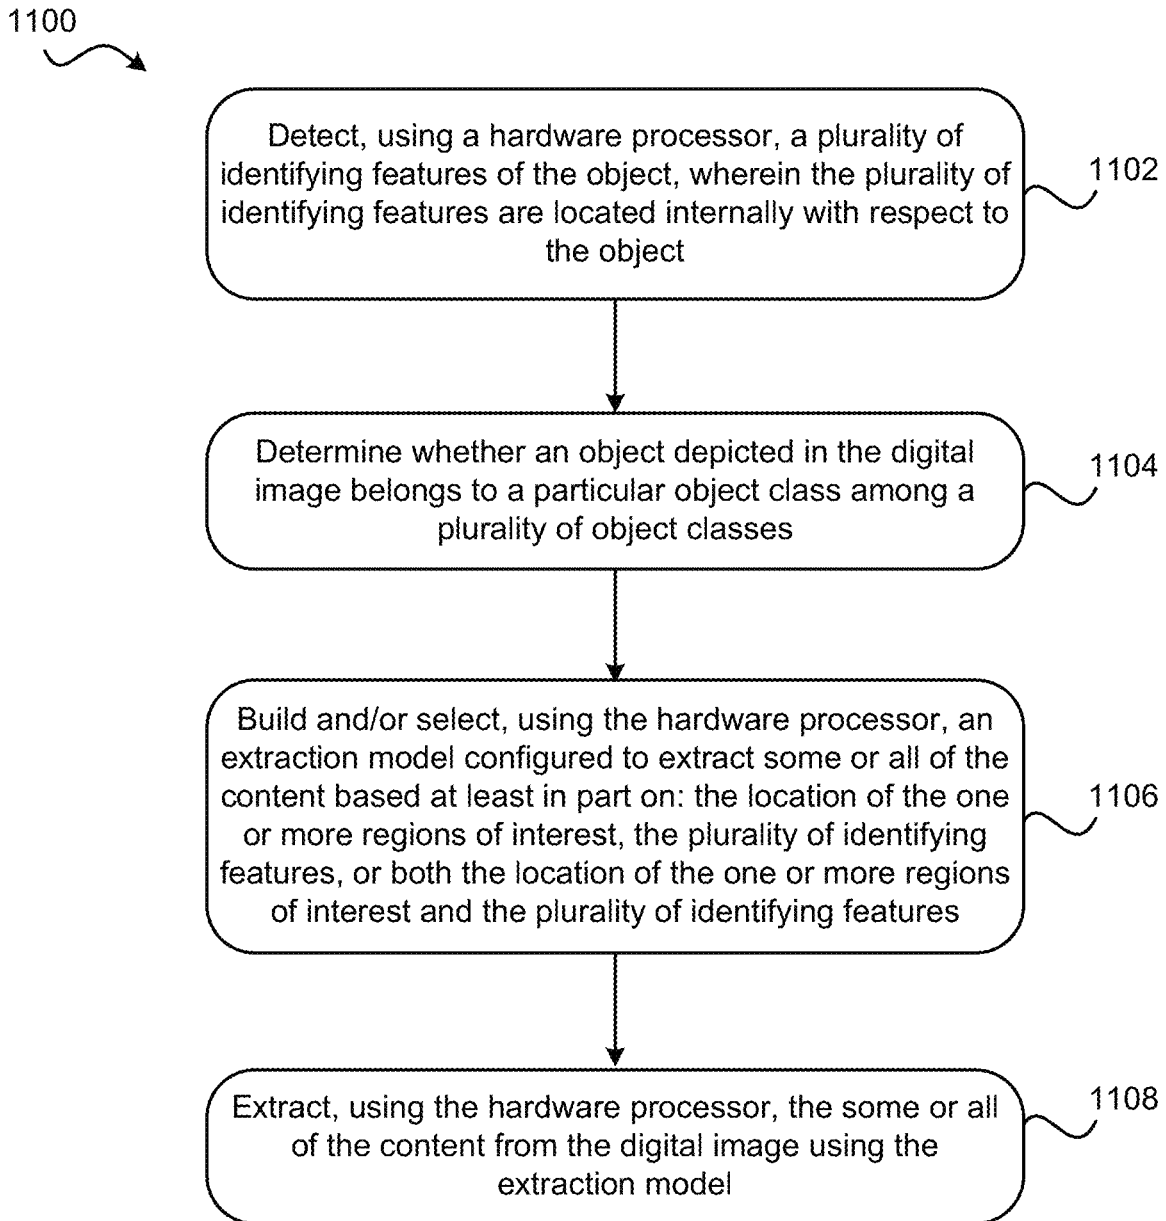 1100
Detect, using a hardware processor, a plurality of
identifying features of the object, wherein the plurality of
identifying features are located internally with respect to
the object
1102
Determine whether an object depicted in the digital
image belongs to a particular object class among a
plurality of object classes
1104
Build and/or select, using the hardware processor, an
extraction model configured to extract some or all of the
content based at least in part on: the location of the one
or more regions of interest, the plurality of identifying
features, or both the location of the one or more regions
of interest and the plurality of identifying features
1106
Extract, using the hardware processor, the some or all
of the content from the digital image using the
extraction model
1108